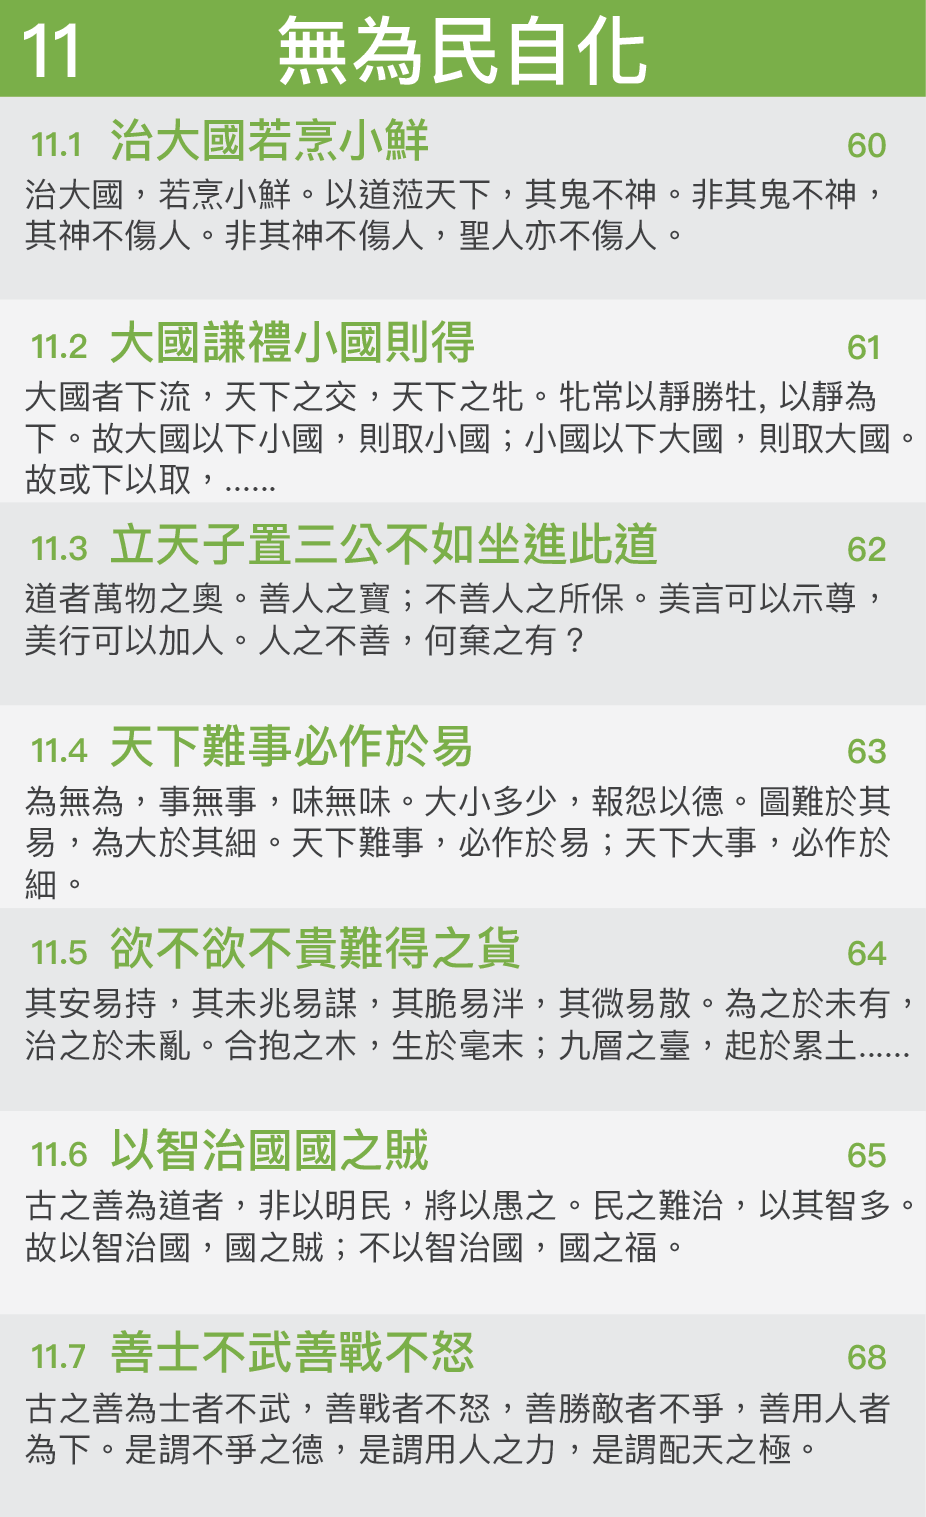 11 無為民自化
11.1 治大國若烹小鮮 60
治大國，若烹小鮮。以道蒞天下，其鬼不神。非其鬼不神，
其神不傷人。非其神不傷人，聖人亦不傷人。
11.2 大國謙禮小國則得 61
大國者下流，天下之交，天下之牝。牝常以靜勝牡, 以靜為
下。故大國以下小國，則取小國；小國以下大國，則取大國。
故或下以取，......
11.3 立天子置三公不如坐進此道 62
道者萬物之奧。善人之寶；不善人之所保。美言可以示尊，
美行可以加人。人之不善，何棄之有？
11.4 天下難事必作於易 63
為無為，事無事，味無味。大小多少，報怨以德。圖難於其
易，為大於其細。天下難事，必作於易；天下大事，必作於
細。
11.5 欲不欲不貴難得之貨 64
其安易持，其未兆易謀，其脆易泮，其微易散。為之於未有，
治之於未亂。合抱之木，生於毫末；九層之臺，起於累土......
11.6 以智治國國之賊 65
古之善為道者，非以明民，將以愚之。民之難治，以其智多。
故以智治國，國之賊；不以智治國，國之福。
11.7 善士不武善戰不怒 68
古之善為士者不武，善戰者不怒，善勝敵者不爭，善用人者
為下。是謂不爭之德，是謂用人之力，是謂配天之極。